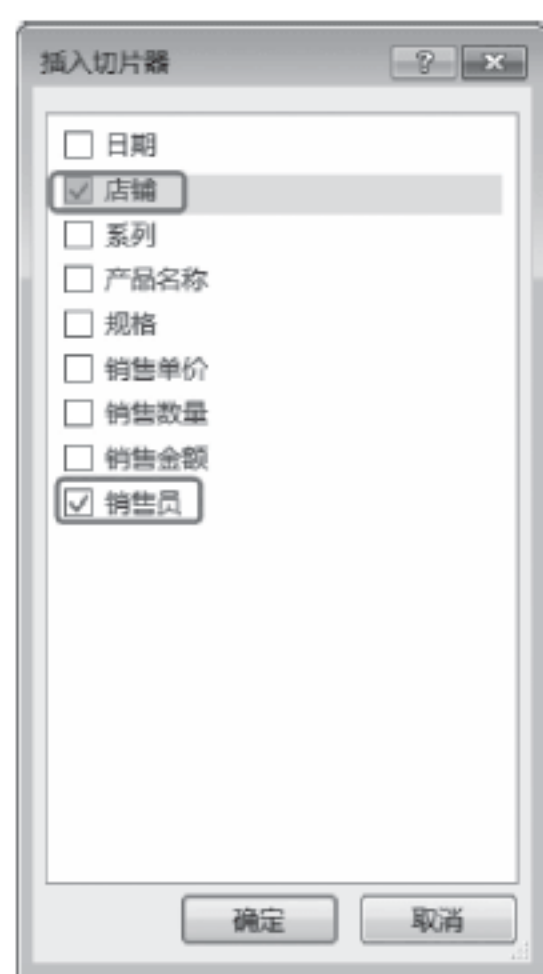 插入切片器
日期
店铺
系列
产品名称
规格
销售单价
销售数量
销售金额
销售员
确定 取消